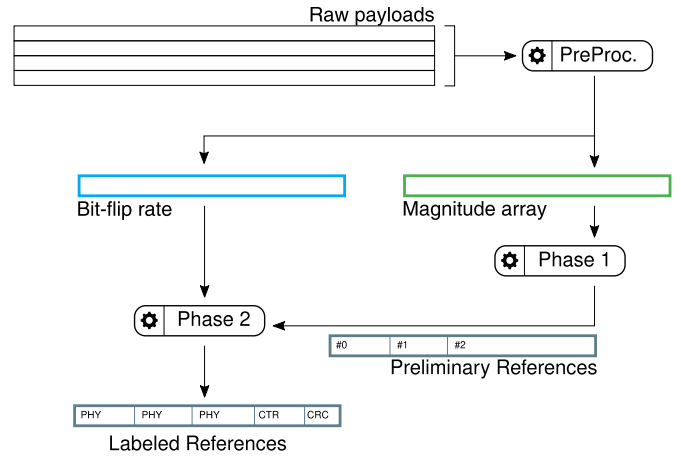 Raw payloads
PreProc.
Bit-flip rate
Magnitude array
Phase 1
Phase 2
#0 #1 #2
Preliminary References
PHY PHY PHY CTR CRC
Labeled References